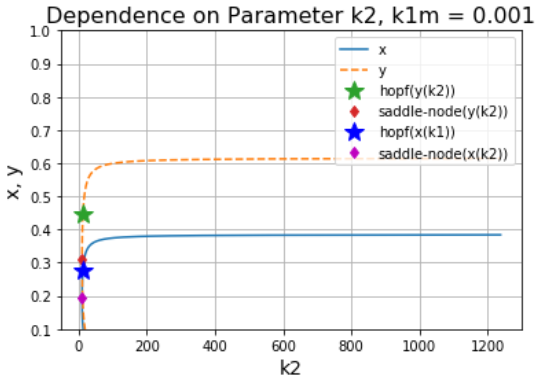 Dependence on Parameter k2, k1m = 0.001
1.0
0.9
0.8
0.7
0.6
0.5
0.4
0.3
0.2
0.1
x, y
x
y
hopf(y(k2))
saddle-node(y(k2))
hopf(x(k1))
saddle-node(x(k2))
0 200 400 600 800 1000 1200
k2